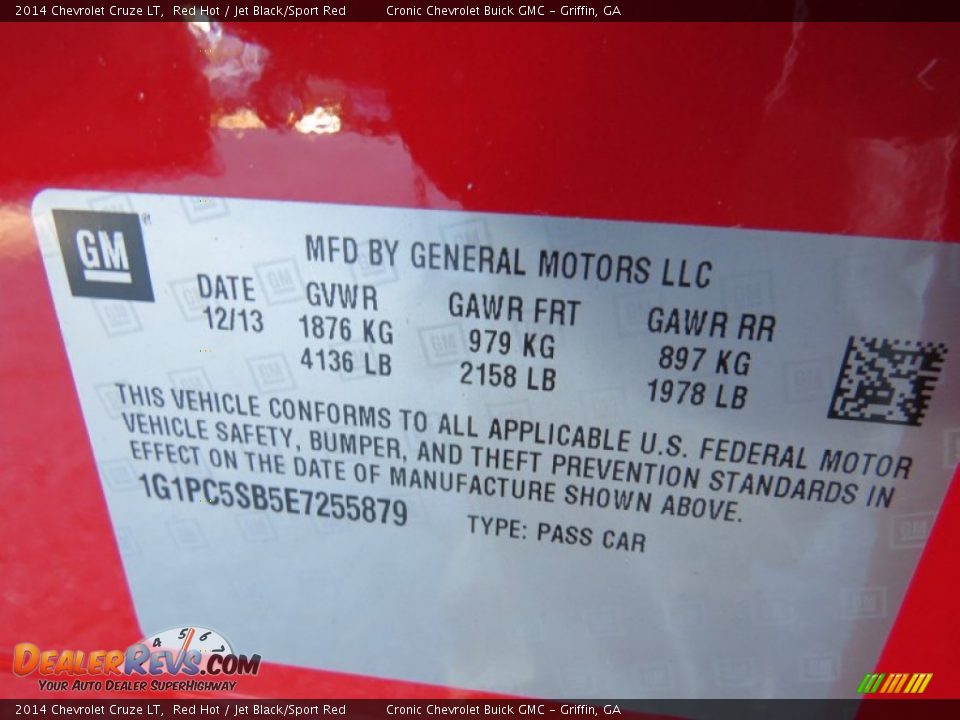 2014 Chevrolet Cruze LT, Red Hot / Jet Black/Sport Red Cronic Chevrolet Buick GMC - Griffin, GA
GM®
MFD BY GENERAL MOTORS LLC
DATE GVWR GAWR FRT GAWR RR
12/13 1876 KG 979 KG 897 KG
4136 LB 2158 LB 1978 LB
THIS VEHICLE CONFORMS TO ALL APPLICABLE U.S. FEDERAL MOTOR
VEHICLE SAFETY, BUMPER, AND THEFT PREVENTION STANDARDS IN
EFFECT ON THE DATE OF MANUFACTURE SHOWN ABOVE.
1G1PC5SB5E7255879 TYPE: PASS CAR
4 5 6 7
DEALERREVS.COM
YOUR AUTO DEALER SUPERHIGHWAY
2014 Chevrolet Cruze LT, Red Hot / Jet Black/Sport Red Cronic Chevrolet Buick GMC - Griffin, GA